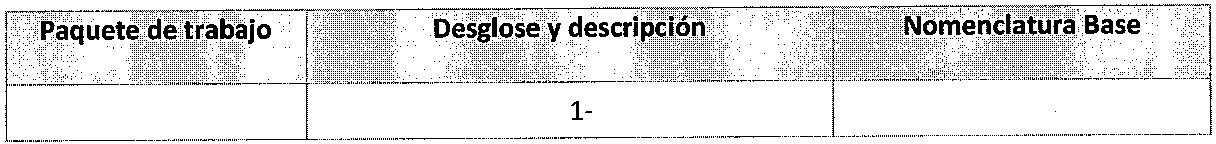 Paquete de trabajo Desglose y descripción Nomenclatura Base
1-